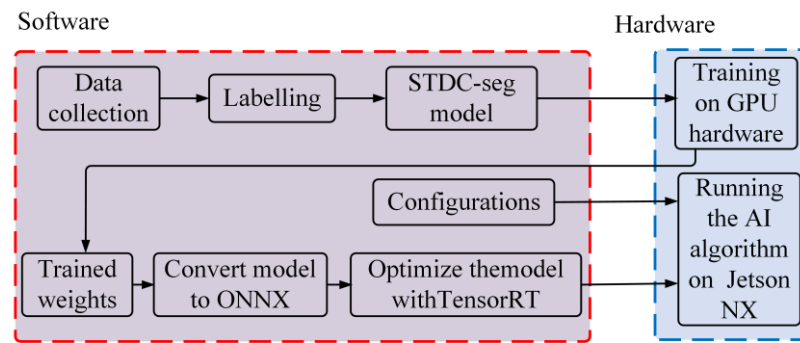 Software
Hardware
Data
collection
Labelling
STDC-seg
model
Training
on GPU
hardware
Configurations
Running
the AI
algorithm
on Jetson
NX
Trained
weights
Convert model
to ONNX
Optimize themodel
withTensorRT